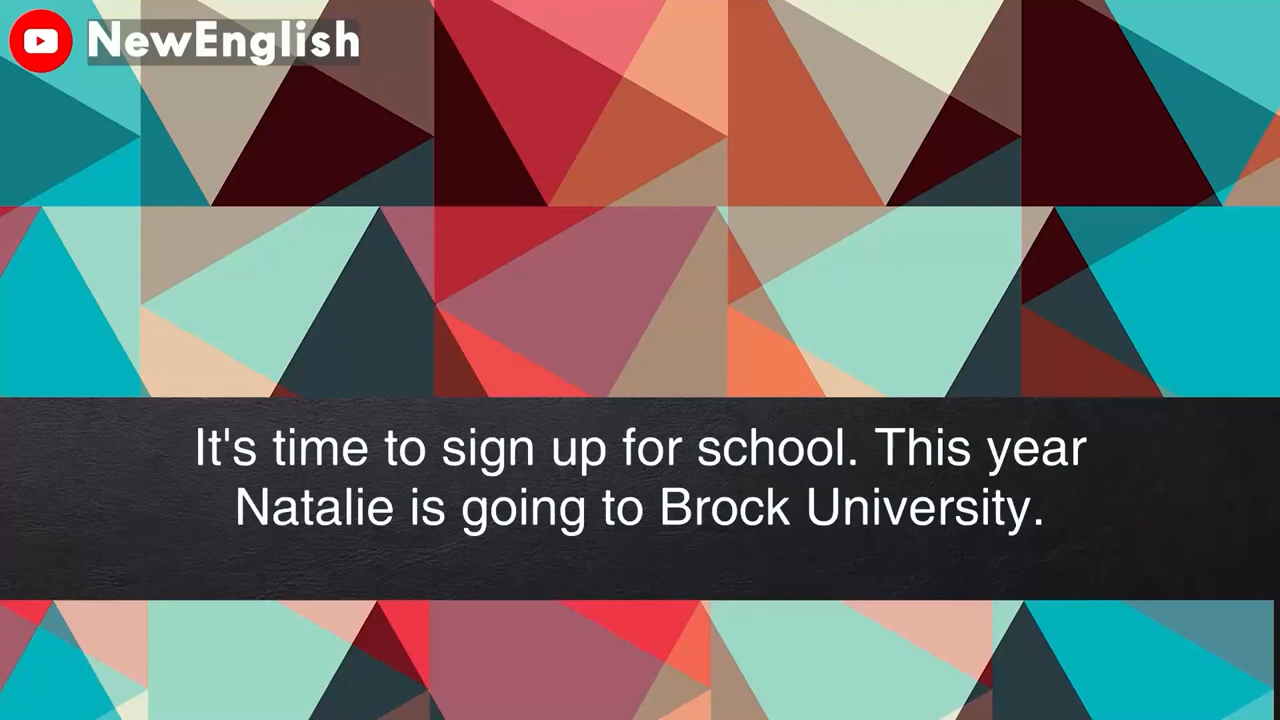 NewEnglish
It's time to sign up for school. This year
Natalie is going to Brock University.